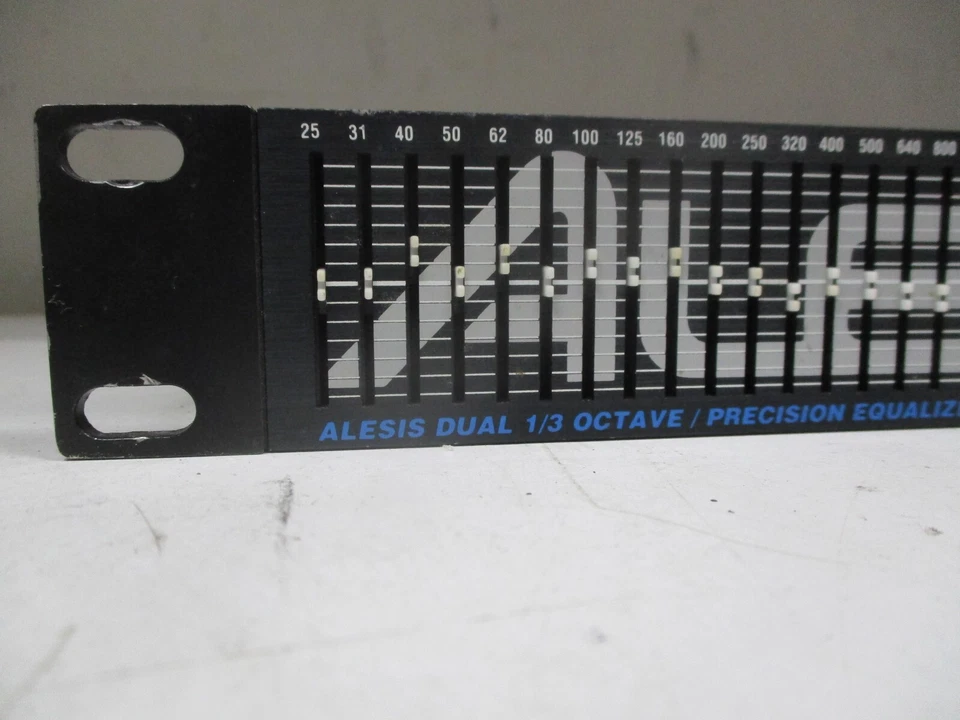 25 31 40 50 62 80 100 125 160 200 250 320 400 500 640 800
ALE
ALESIS DUAL 1/3 OCTAVE / PRECISION EQUALIZ